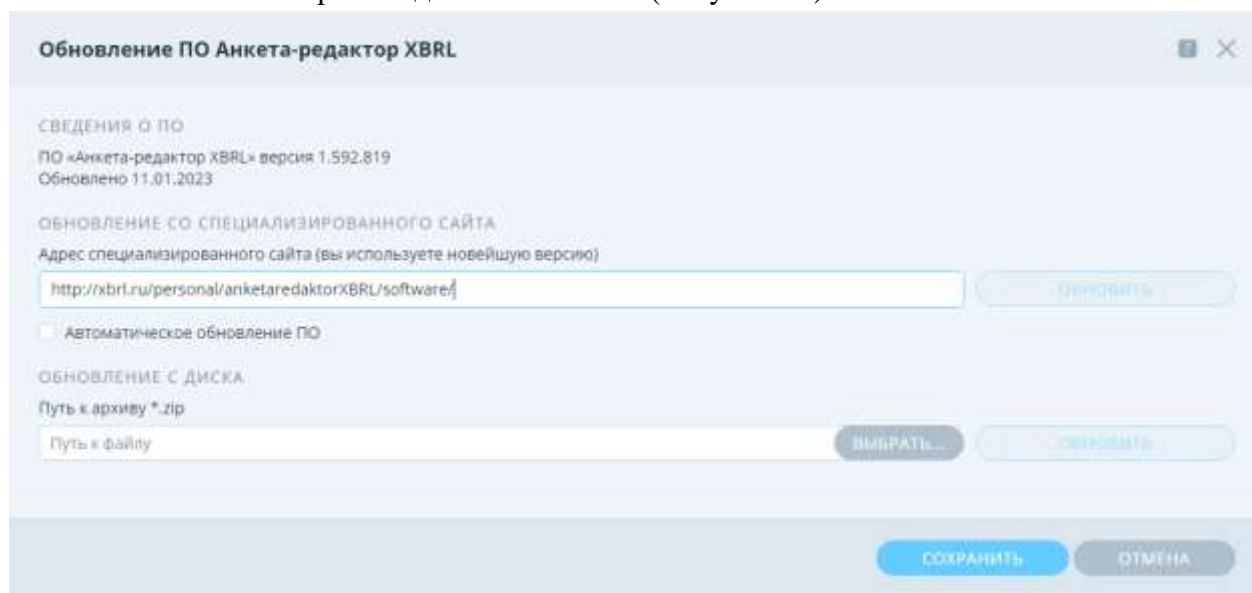 Обновление ПО Анкета-редактор XBRL
СВЕДЕНИЯ О ПО
ПО «Анкета-редактор XBRL» версия 1.592.819
Обновлено 11.01.2023
ОБНОВЛЕНИЕ СО СПЕЦИАЛИЗИРОВАННОГО САЙТА
Адрес специализированного сайта (вы используете новейшую версию)
http://xbrl.ru/personal/anketaredaktorXBRL/software/
ОБНОВИТЬ
Автоматическое обновление ПО
ОБНОВЛЕНИЕ С ДИСКА
Путь к архиву *.zip
Путь к файлу
ВЫБРАТЬ...
ОБНОВИТЬ
СОХРАНИТЬ
ОТМЕНА